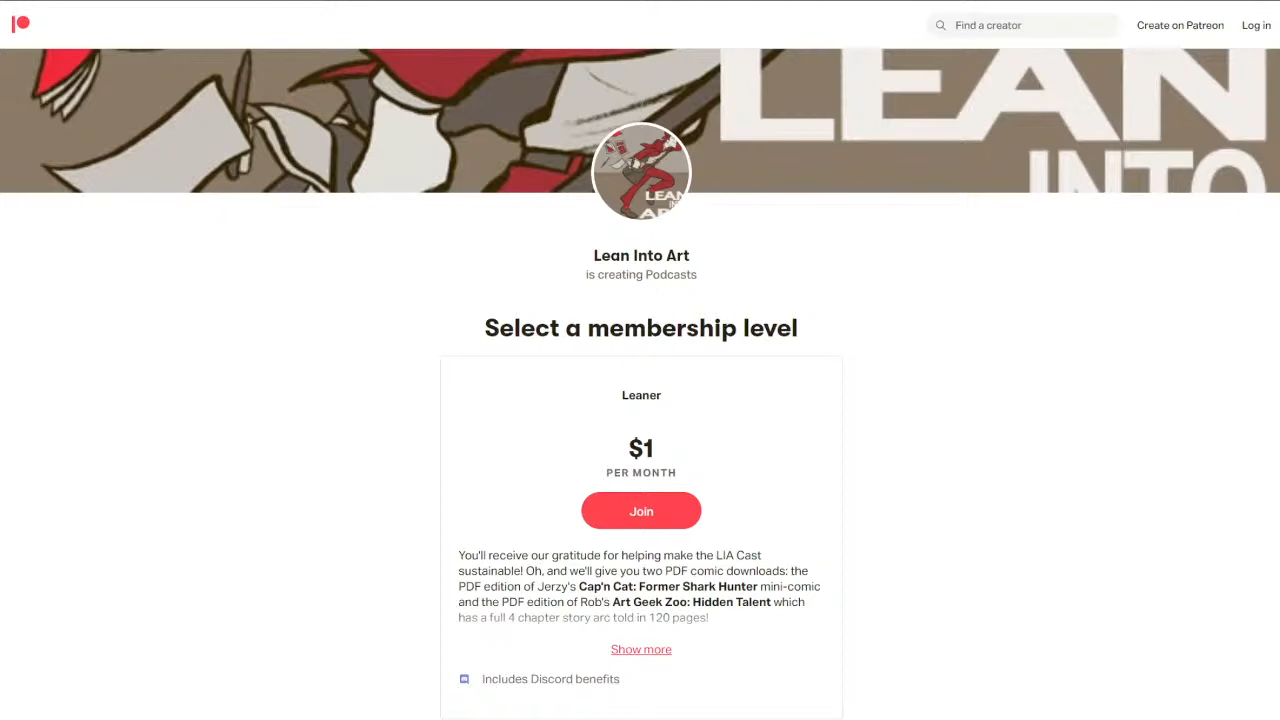 Find a creator
Create on Patreon
Log in
LEAN
INTO
LEAN
Lean Into Art
is creating Podcasts
Select a membership level
Leaner
$1
PER MONTH
Join
You'll receive our gratitude for helping make the LIA Cast
sustainable! Oh, and we'll give you two PDF comic downloads: the
PDF edition of Jerzy's Cap'n Cat: Former Shark Hunter mini-comic
and the PDF edition of Rob's Art Geek Zoo: Hidden Talent which
has a full 4 chapter story arc told in 120 pages!
Show more
Includes Discord benefits